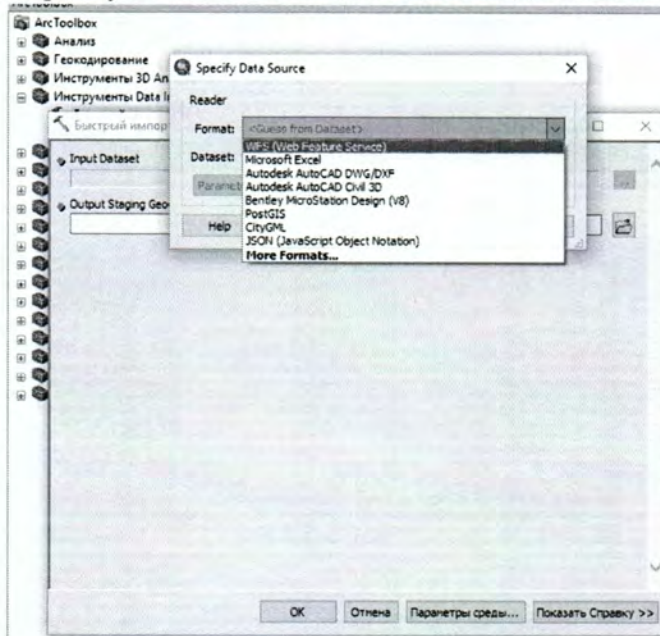 ArcToolbox
Анализ
Геокодирование
Инструменты 3D An
Инструменты Data I
Specify Data Source
Reader
Format: <Guess from Dataset>
WFS (Web Feature Service)
Microsoft Excel
Autodesk AutoCAD DWG/DXF
Autodesk AutoCAD Civil 3D
Bentley MicroStation Design (V8)
PostGIS
CityGML
JSON (JavaScript Object Notation)
More Formats...
Dataset:
Paramet
Help
Быстрый импор
Input Dataset
Output Staging Geo
OK Отмена Параметры среды... Показать Справку >>